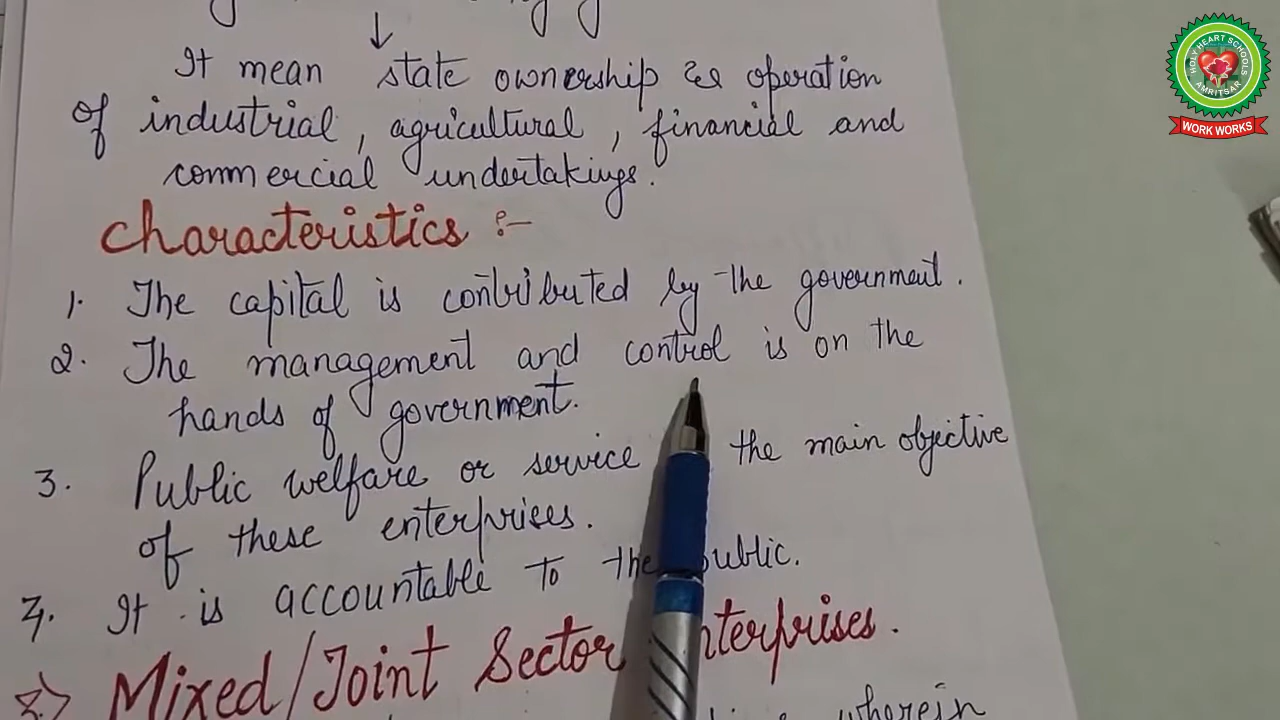 It mean state ownership & operation
of industrial, agricultural, financial and
commercial undertakings.
Characteristics :-
1. The capital is contributed by the government.
2. The management and control is on the
hands of government.
3. Public welfare or service the main objective
of these enterprises.
4. It is accountable to the public.
Mixed/Joint Sector Enterprises.
wherein
HOLY HEART SCHOOLS
AMRITSAR
WORK WORKS